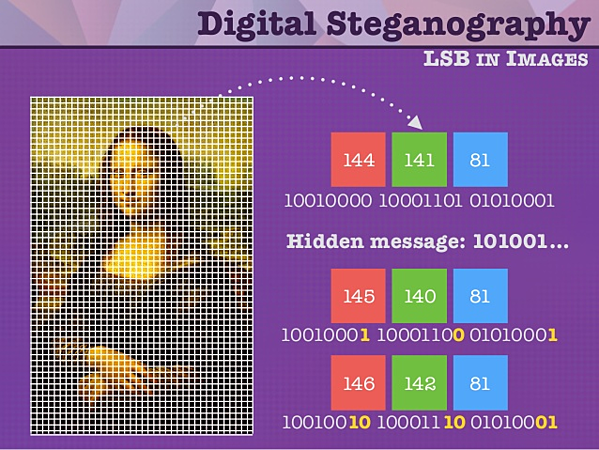 Digital Steganography
LSB IN IMAGES
144 141 81
10010000 10001101 01010001
Hidden message: 101001...
145 140 81
10010001 10001100 01010001
146 142 81
10010010 10001110 01010001